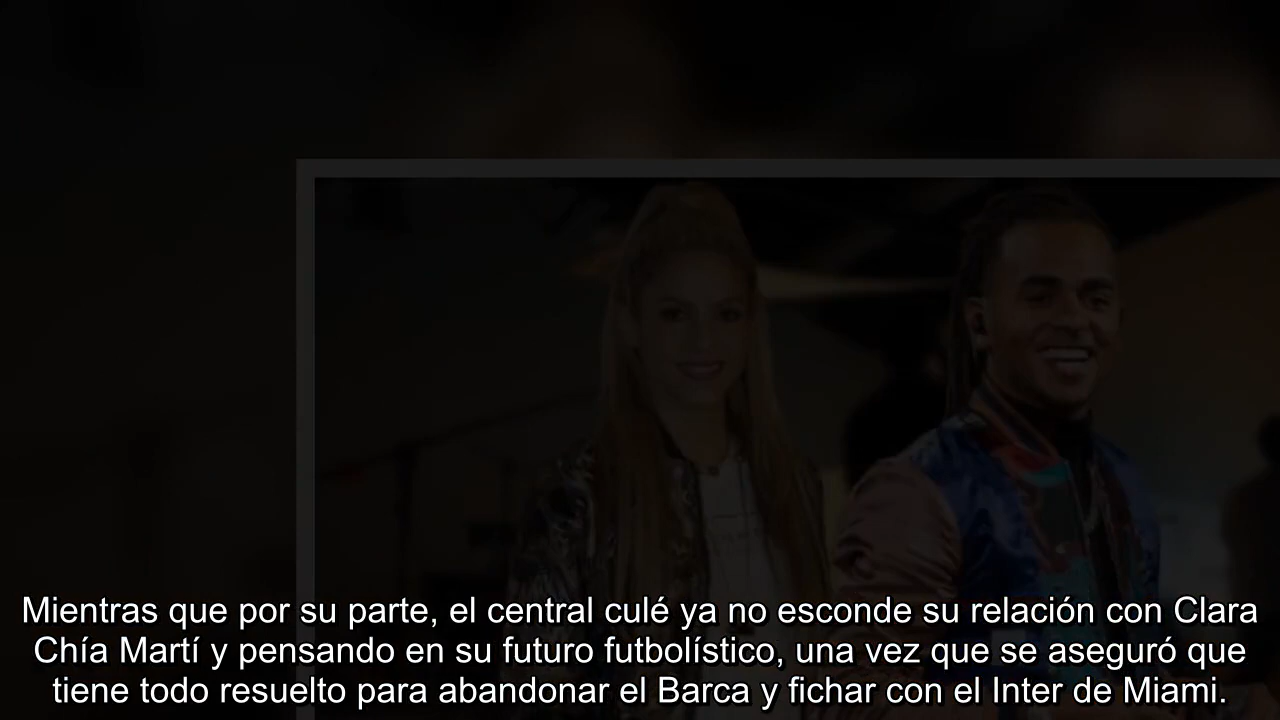 Mientras que por su parte, el central culé ya no esconde su relación con Clara
Chía Martí y pensando en su futuro futbolístico, una vez que se aseguró que
tiene todo resuelto para abandonar el Barca y fichar con el Inter de Miami.